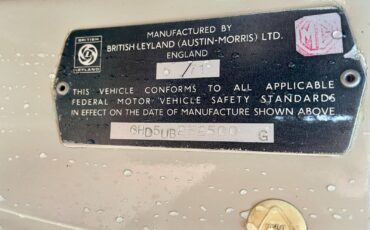 MANUFACTURED BY
BRITISH LEYLAND (AUSTIN-MORRIS) LTD.
ENGLAND
BRITISH
LEYLAND
MG
THIS VEHICLE CONFORMS TO ALL APPLICABLE
FEDERAL MOTOR VEHICLE SAFETY STANDARDS
IN EFFECT ON THE DATE OF MANUFACTURE SHOWN ABOVE
G